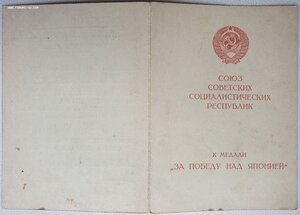 СОЮЗ
СОВЕТСКИХ
СОЦИАЛИСТИЧЕСКИХ
РЕСПУБЛИК
К МЕДАЛИ
„ЗА ПОБЕДУ НАД ЯПОНИЕЙ“